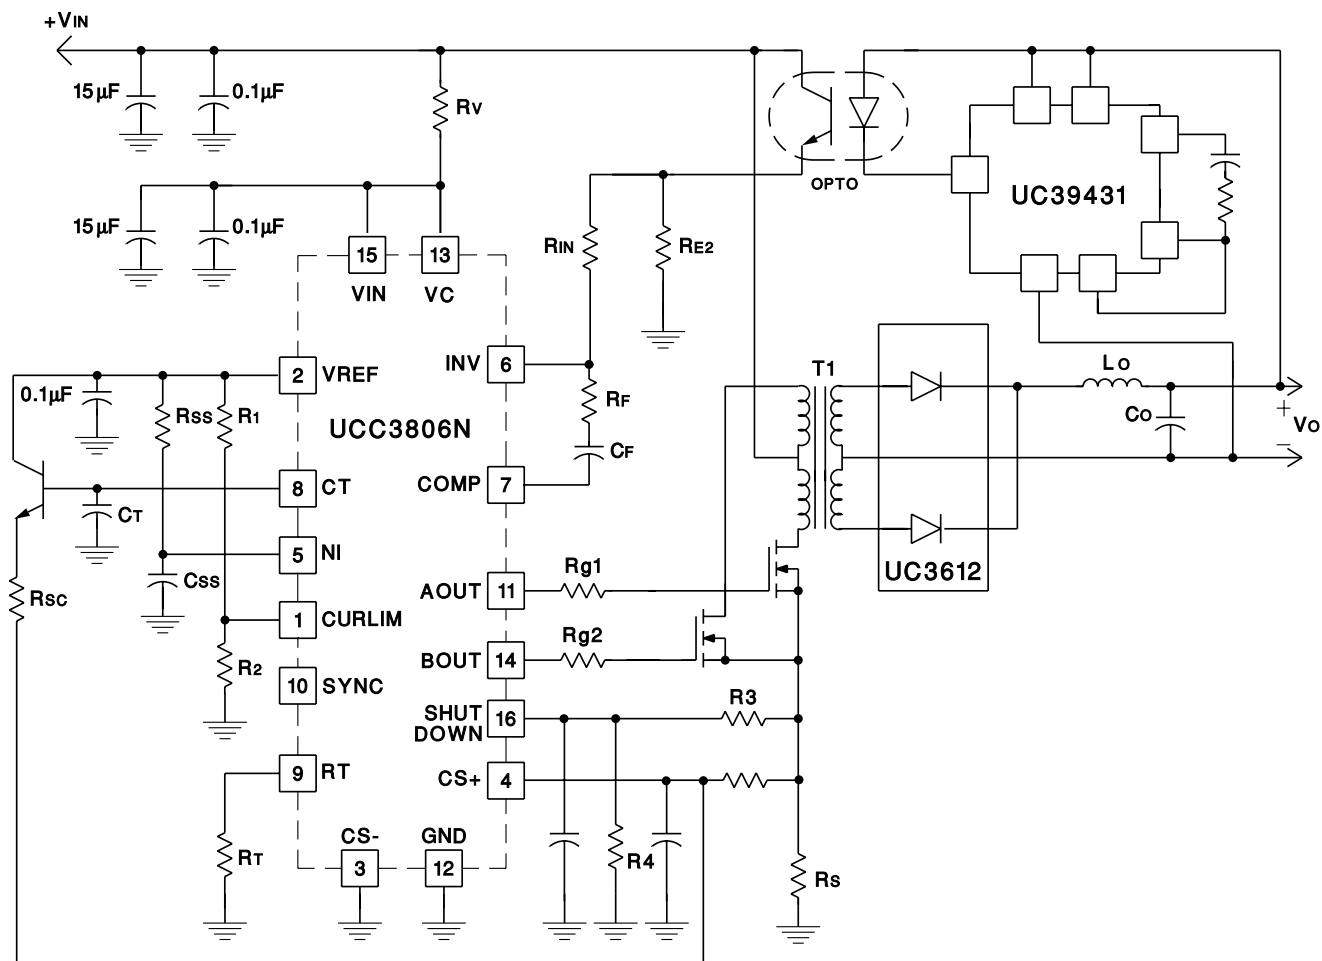 +VIN
15µF
0.1µF
RV
OPTO
UC39431
15µF
0.1µF
RIN
RE2
15
13
VIN
VC
2
VREF
INV
6
0.1µF
RSS
R1
RF
UCC3806N
CF
T1
LO
CO
+
−
VO
8
CT
COMP
7
CT
5
NI
CSS
RSC
Rg1
UC3612
AOUT
11
1
CURLIM
Rg2
BOUT
14
R2
10
SYNC
R3
SHUT
DOWN
16
9
RT
CS+
4
RT
CS-
GND
3
12
R4
RS